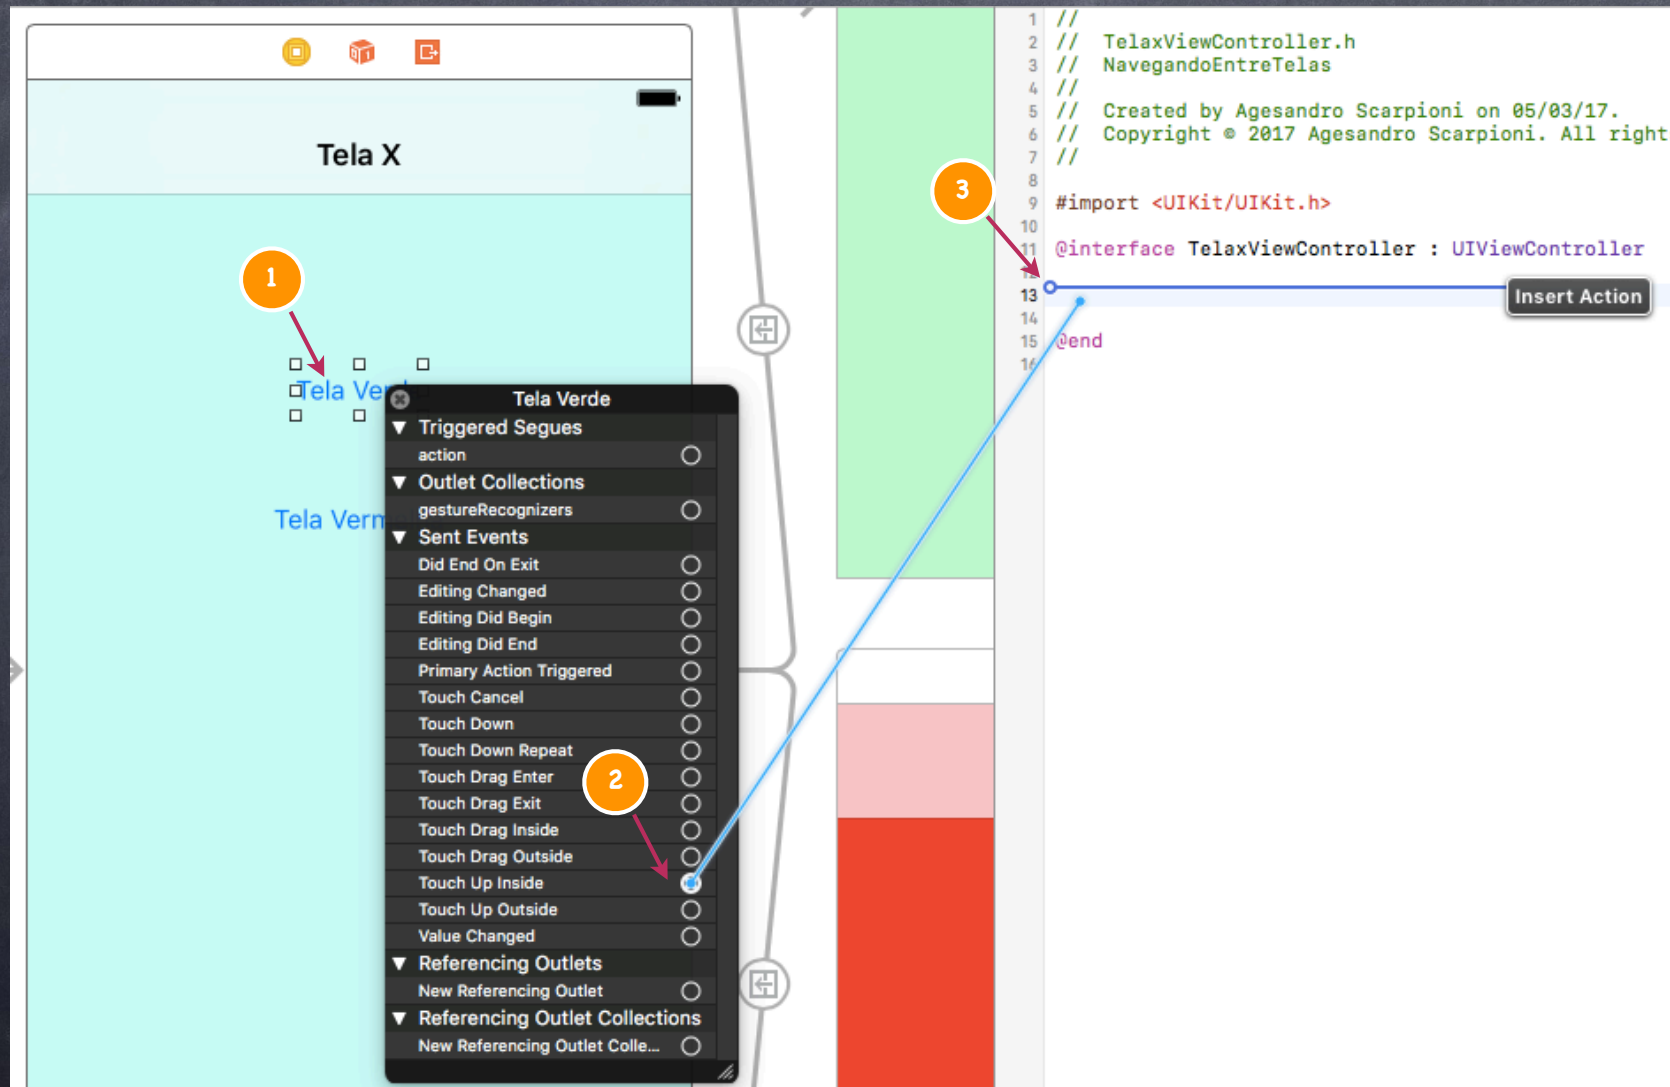 Tela X
1
Tela Ve
Tela Verm
Tela Verde
Triggered Segues
action
Outlet Collections
gestureRecognizers
Sent Events
Did End On Exit
Editing Changed
Editing Did Begin
Editing Did End
Primary Action Triggered
Touch Cancel
Touch Down
Touch Down Repeat
Touch Drag Enter
Touch Drag Exit
Touch Drag Inside
Touch Drag Outside
Touch Up Inside
Touch Up Outside
Value Changed
Referencing Outlets
New Referencing Outlet
Referencing Outlet Collections
New Referencing Outlet Colle...
2
3
1 //
2 // TelaxViewController.h
3 // NavegandoEntreTelas
4 //
5 // Created by Agesandro Scarpioni on 05/03/17.
6 // Copyright © 2017 Agesandro Scarpioni. All right
7 //
8
9 #import <UIKit/UIKit.h>
10
11 @interface TelaxViewController : UIViewController
12
13
Insert Action
14
15 @end
16